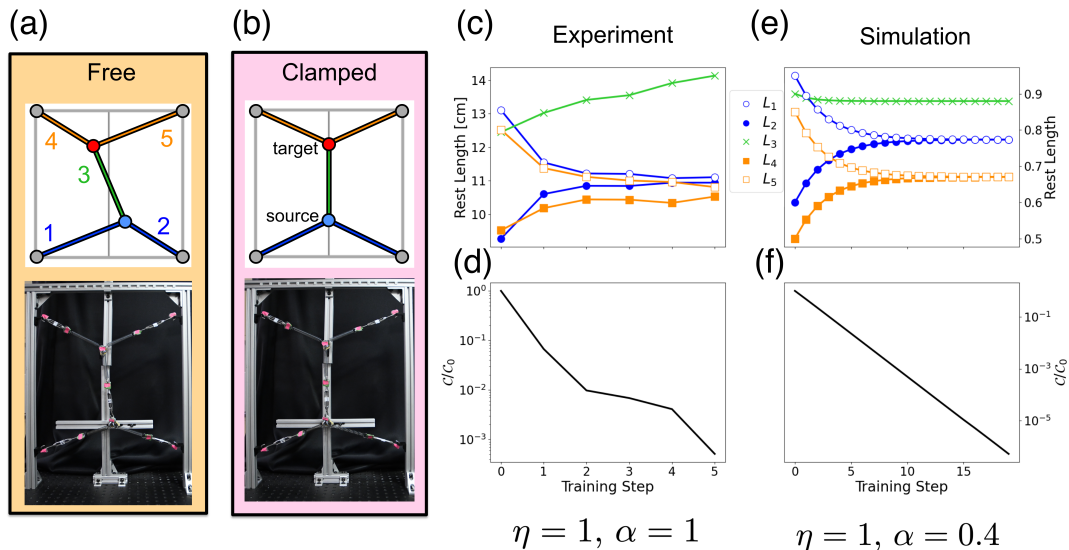 (a)
Free
4
5
3
1
2
(b)
Clamped
target
source
(c)
Experiment
Rest Length [cm]
14
13
12
11
10
L₁
L₂
L₃
L₄
L₅
(d)
C/C₀
10⁰
10⁻¹
10⁻²
10⁻³
0
1
2
3
4
5
Training Step
η = 1, α = 1
(e)
Simulation
0.9
0.8
0.7
0.6
0.5
Rest Length
(f)
10⁻¹
10⁻³
10⁻⁵
C/C₀
0
5
10
15
Training Step
η = 1, α = 0.4